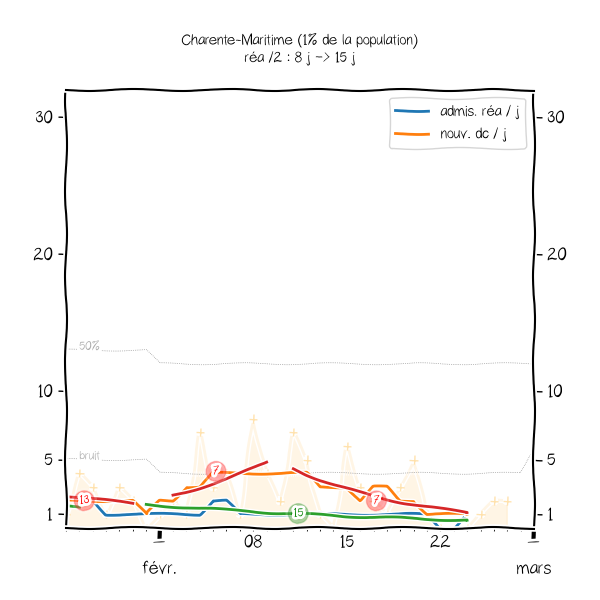 Charente-Maritime (1% de la population)
réa /2 : 8 j -> 15 j
admis. réa / j
nouv. dc / j
30
30
20
20
50%
10
10
bruit
5
5
13
7
7
15
1
1
08
15
22
févr.
mars